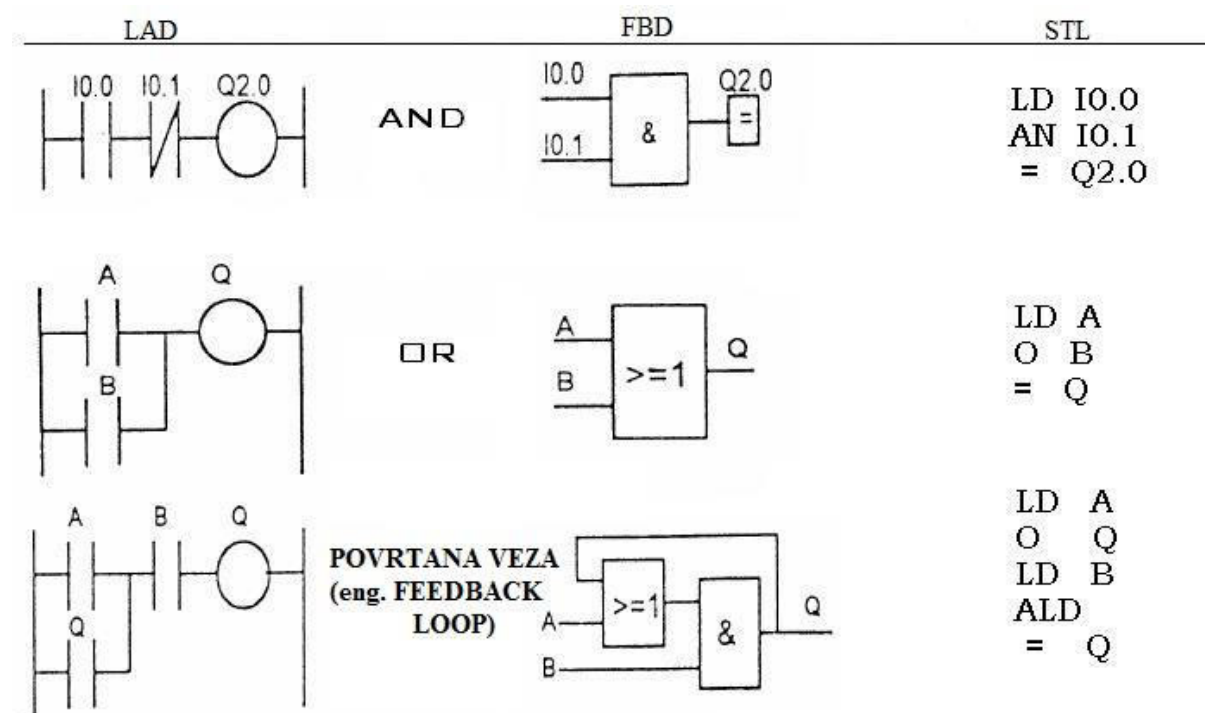 LAD FBD STL
I0.0 I0.1 Q2.0
AND
I0.0
I0.1
&
Q2.0
=
LD I0.0
AN I0.1
= Q2.0
A Q
B
OR
A
B
>=1
Q
LD A
O B
= Q
A B Q
Q
POVRTANA VEZA
(eng. FEEDBACK
LOOP)
A
B
>=1
&
Q
LD A
O Q
LD B
ALD
= Q